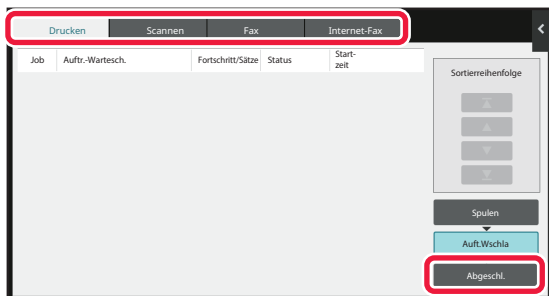 Drucken Scannen Fax Internet-Fax
Job Auftr.-Wartesch. Fortschritt/Sätze Status Start-
zeit
Sortierreihenfolge
Spulen
Auft.Wschla
Abgeschl.